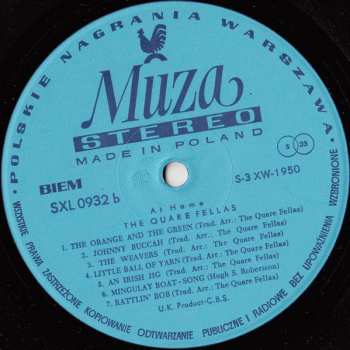 POLSKIE NAGRANIA WARSZAWA
Muza
STEREO
MADE IN POLAND
BIEM
SXL 0932 b
S-3 XW-1950
S 33
At Home
THE QUARE FELLAS
1. THE ORANGE AND THE GREEN (Trad. Arr.: The Quare Fellas)
2. JOHNNY BUCCAH (Trad. Arr.: The Quare Fellas)
3. THE WEAVERS (Trad. Arr.: The Quare Fellas)
4. LITTLE BALL OF YARN (Trad. Arr.: The Quare Fellas)
5. AN IRISH JIG (Trad. Arr.: The Quare Fellas)
6. MINGULAY BOAT-SONG (Hugh S. Robertson)
7. RATTLIN' BOB (Trad. Arr.: The Quare Fellas)
U.K. Product-C.B.S.
WSZYSTKIE PRAWA ZASTRZEŻONE KOPIOWANIE ODTWARZANIE PUBLICZNE I RADIOWE BEZ UPOWAŻNIENIA WZBRONIONE